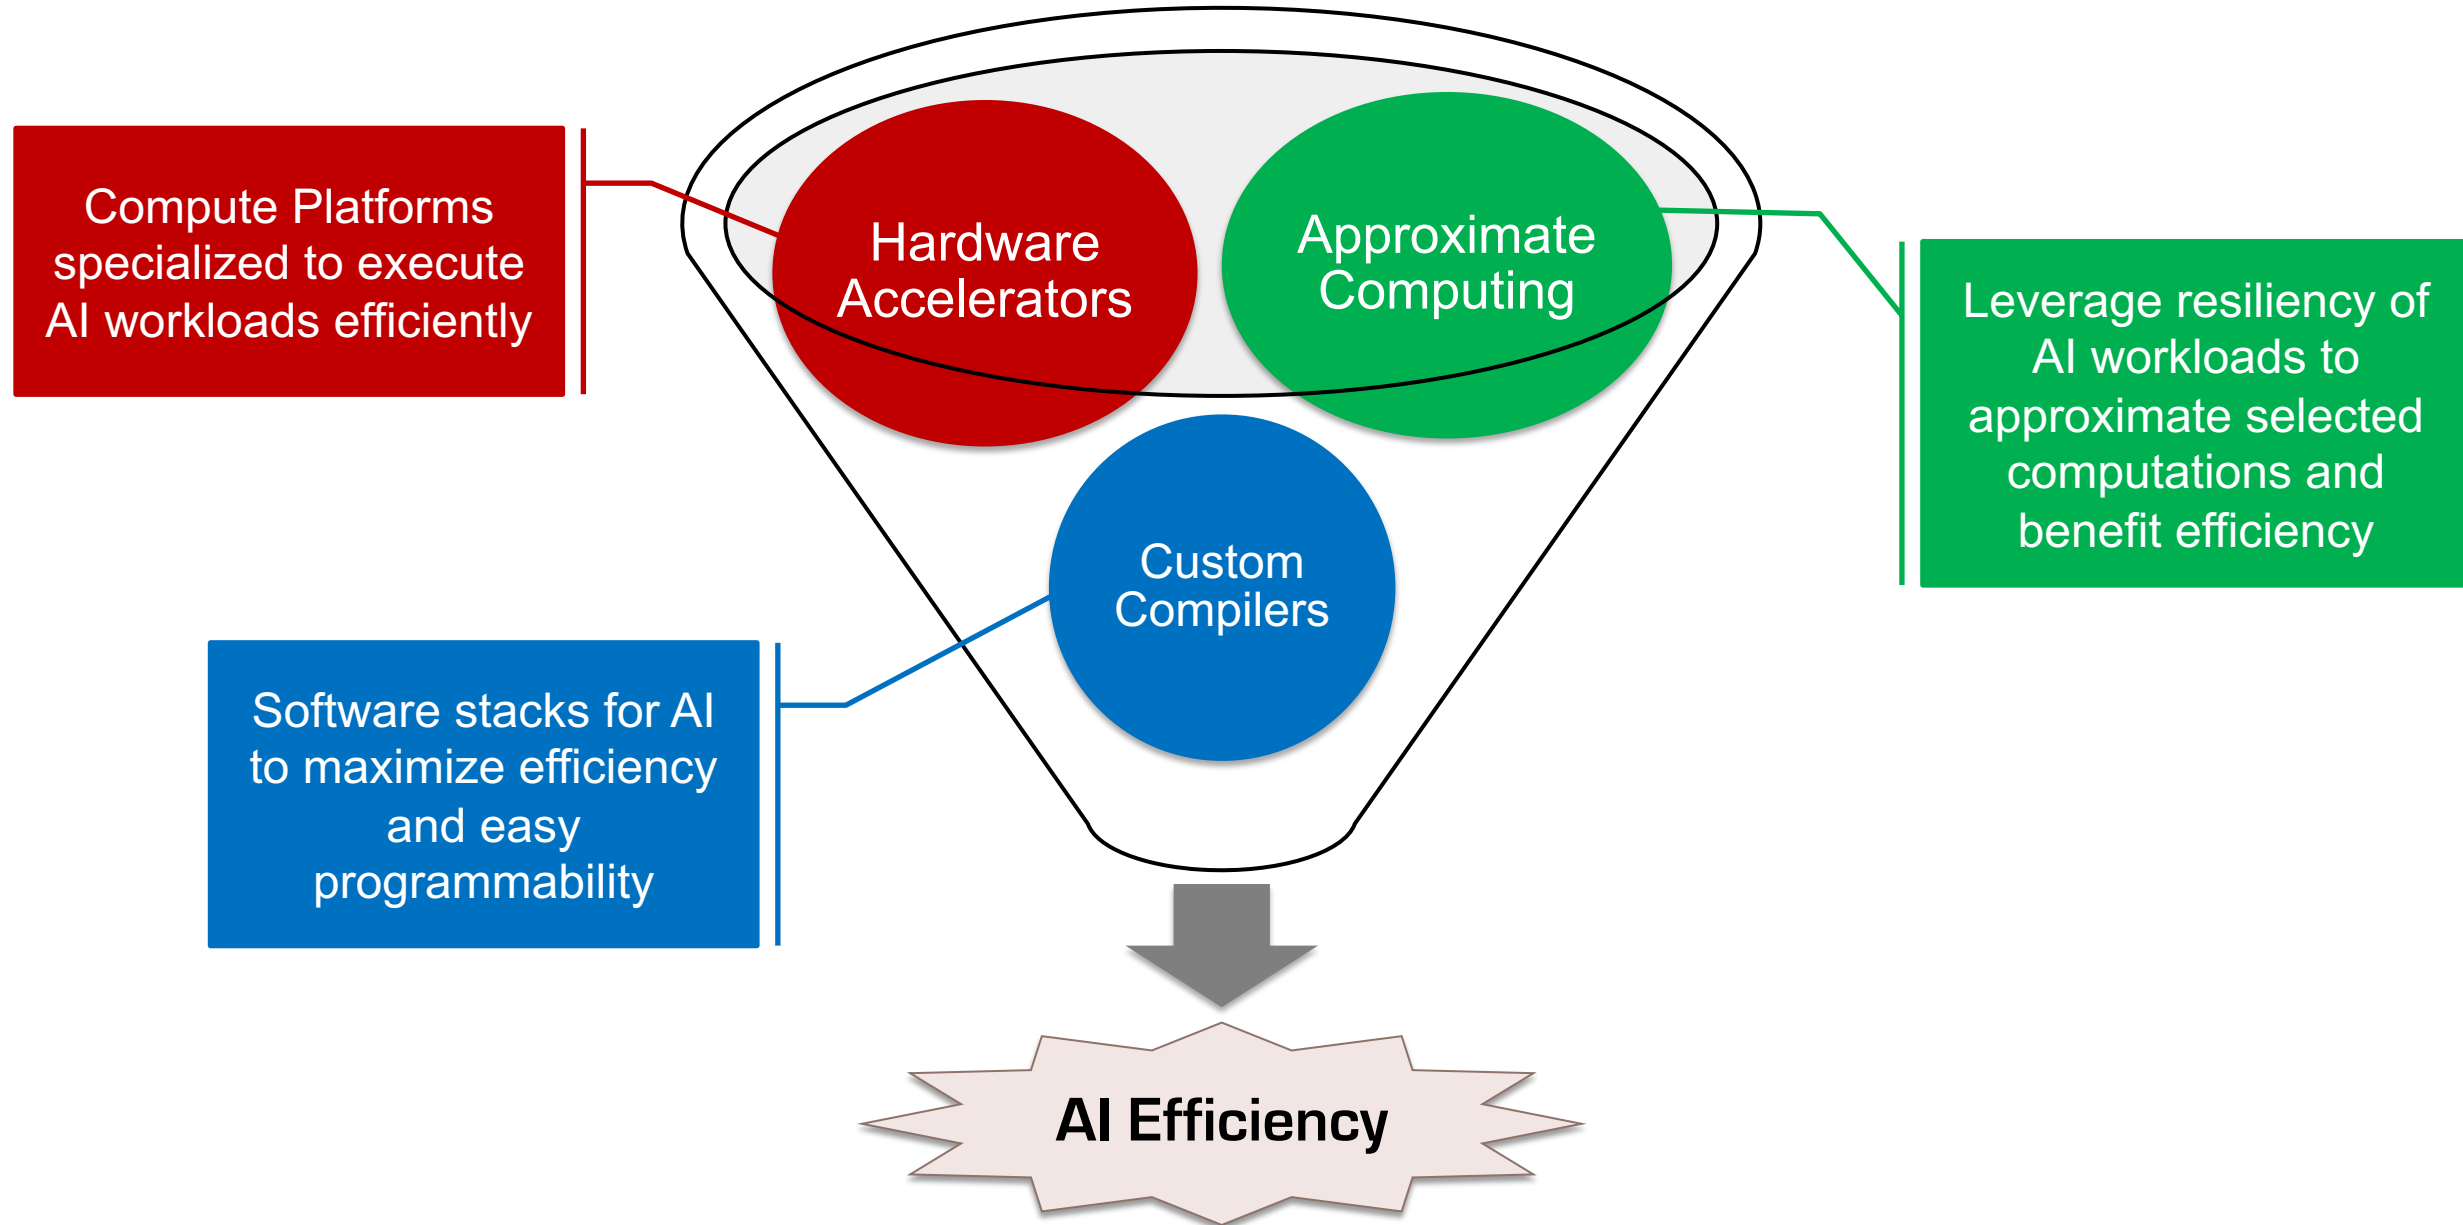 Compute Platforms
specialized to execute
AI workloads efficiently
Hardware
Accelerators
Approximate
Computing
Leverage resiliency of
AI workloads to
approximate selected
computations and
benefit efficiency
Custom
Compilers
Software stacks for AI
to maximize efficiency
and easy
programmability
AI Efficiency